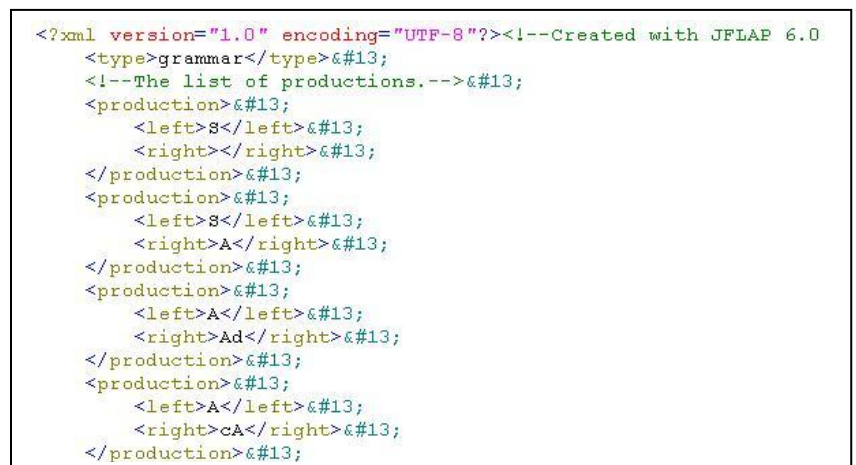 <?xml version="1.0" encoding="UTF-8"?><!--Created with JFLAP 6.0
<type>grammar</type>&#13;
<!--The list of productions.-->&#13;
<production>&#13;
<left>S</left>&#13;
<right></right>&#13;
</production>&#13;
<production>&#13;
<left>S</left>&#13;
<right>A</right>&#13;
</production>&#13;
<production>&#13;
<left>A</left>&#13;
<right>Ad</right>&#13;
</production>&#13;
<production>&#13;
<left>A</left>&#13;
<right>cA</right>&#13;
</production>&#13;